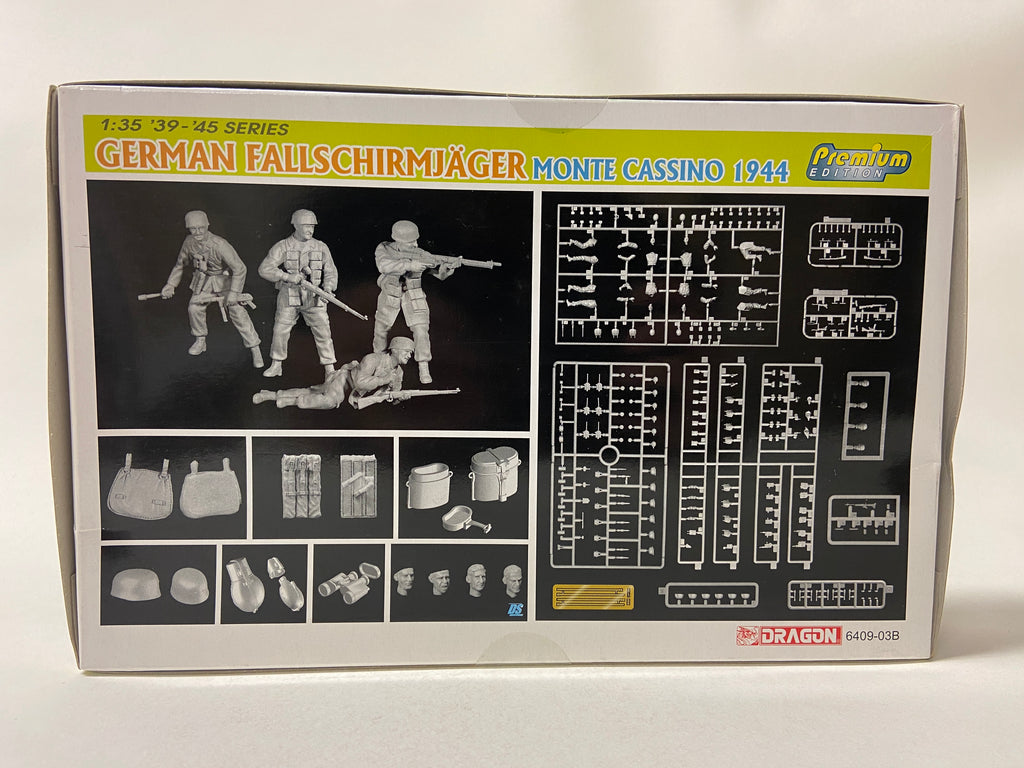 1:35 '39-'45 SERIES
GERMAN FALLSCHIRMJÄGER MONTE CASSINO 1944
Premium
EDITION
DS
DRAGON 6409-03B